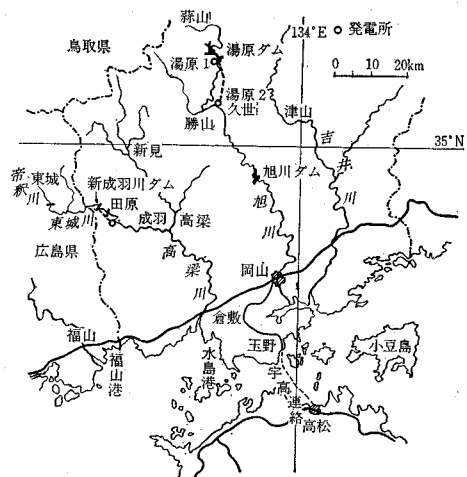 蒜山
134°E
発電所
鳥取県
湯原ダム
湯原1
0 10 20km
湯原2
久世
勝山
津山
吉井川
35°N
新見
帝釈川
東城
新成羽川ダム
旭川ダム
田原
東城川
成羽
高梁
旭川
高梁川
広島県
岡山
倉敷
福山
福山港
水島港
玉野
小豆島
宇高連絡
高松